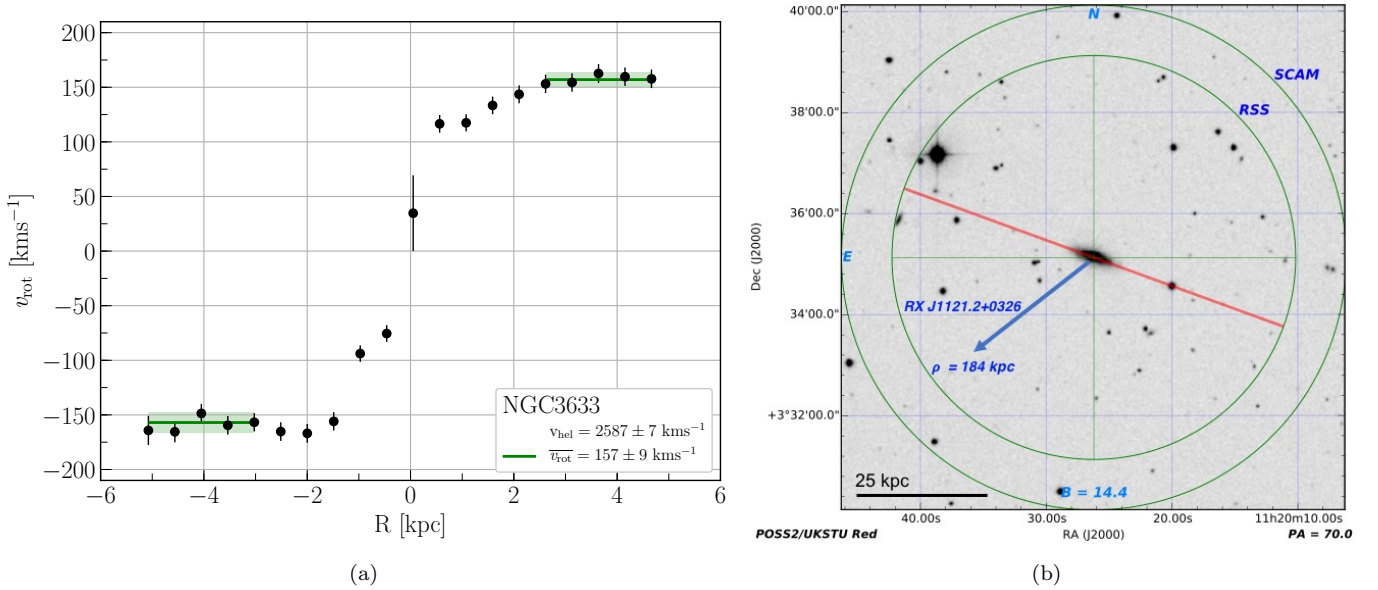 200
150
100
50
0
−50
−100
−150
−200
v_rot [kms⁻¹]
−6 −4 −2 0 2 4 6
R [kpc]
NGC3633
v_hel = 2587 ± 7 kms⁻¹
v̅_rot = 157 ± 9 kms⁻¹
(a)
40'00.0"
38'00.0"
36'00.0"
34'00.0"
+3°32'00.0"
Dec (J2000)
N
SCAM
RSS
E
RX J1121.2+0326
ρ = 184 kpc
25 kpc
B = 14.4
40.00s 30.00s 20.00s 11h20m10.00s
POSS2/UKSTU Red RA (J2000) PA = 70.0
(b)